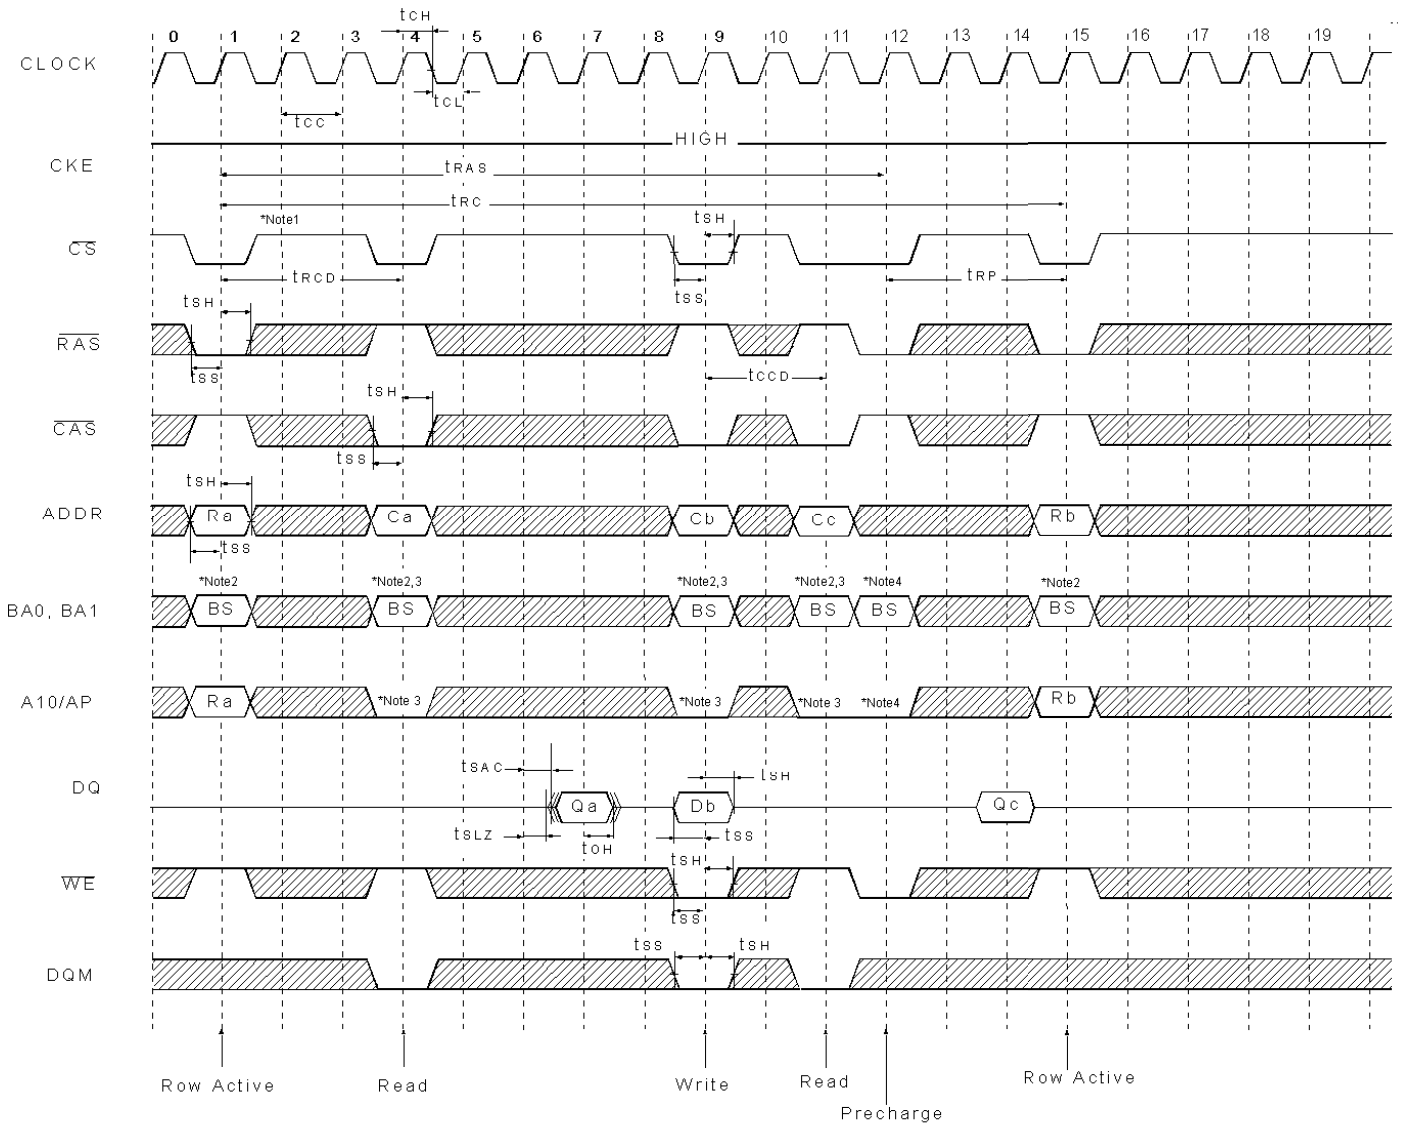 tCH
0 1 2 3 4 5 6 7 8 9 10 11 12 13 14 15 16 17 18 19
CLOCK
tCL
tCC
HIGH
CKE
tRAS
tRC
*Note1
tSH
CS
tRCD
tRP
tSS
tSH
RAS
tSS
tCCD
tSH
CAS
tSS
tSH
ADDR
Ra Ca Cb Cc Rb
tSS
*Note2 *Note2,3 *Note2,3 *Note2,3 *Note4 *Note2
BA0, BA1
BS BS BS BS BS BS
A10/AP
Ra *Note 3 *Note 3 *Note 3 *Note4 Rb
tSAC
tSH
DQ
Qa Db Qc
tSLZ
tOH
tSS
tSH
WE
tSS
tSS tSH
DQM
Row Active Read Write Read Row Active
Precharge